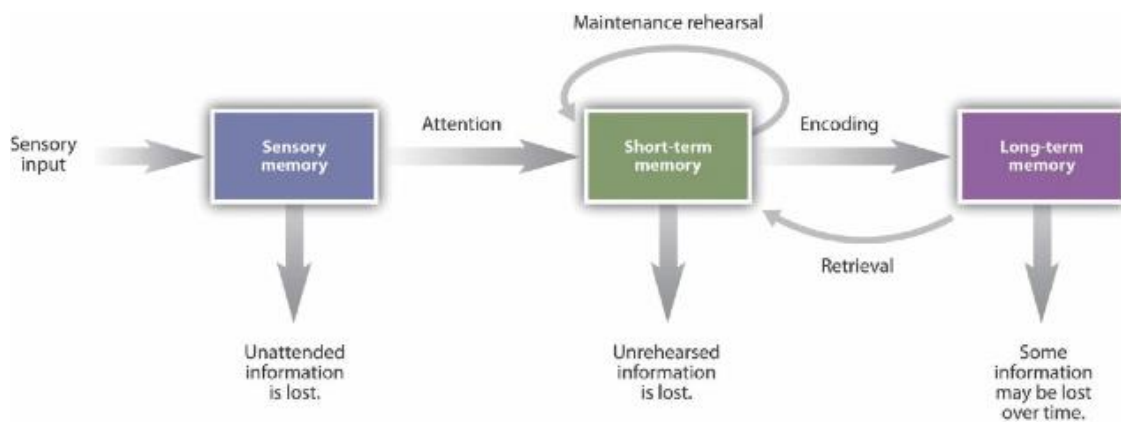 Maintenance rehearsal
Sensory
input
Sensory
memory
Attention
Short-term
memory
Encoding
Long-term
memory
Retrieval
Unattended
information
is lost.
Unrehearsed
information
is lost.
Some
information
may be lost
over time.